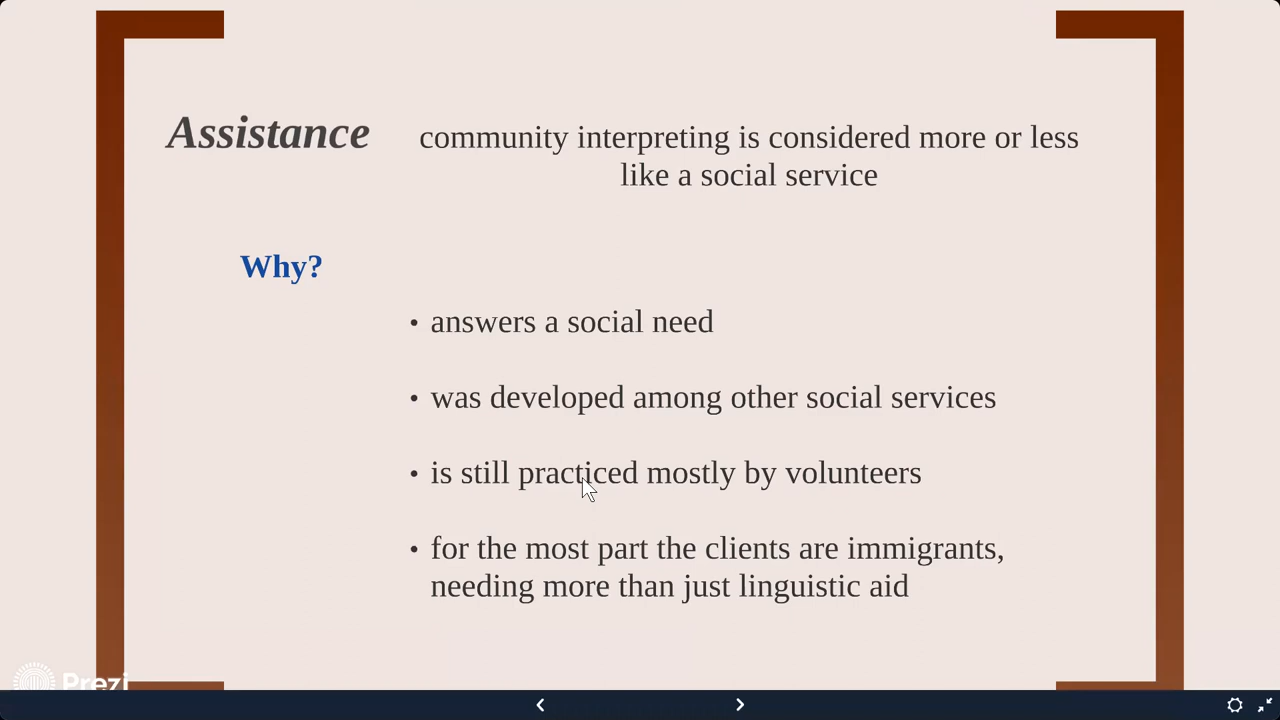 Assistance
community interpreting is considered more or less
like a social service
Why?
• answers a social need
• was developed among other social services
• is still practiced mostly by volunteers
• for the most part the clients are immigrants,
needing more than just linguistic aid
Prezi